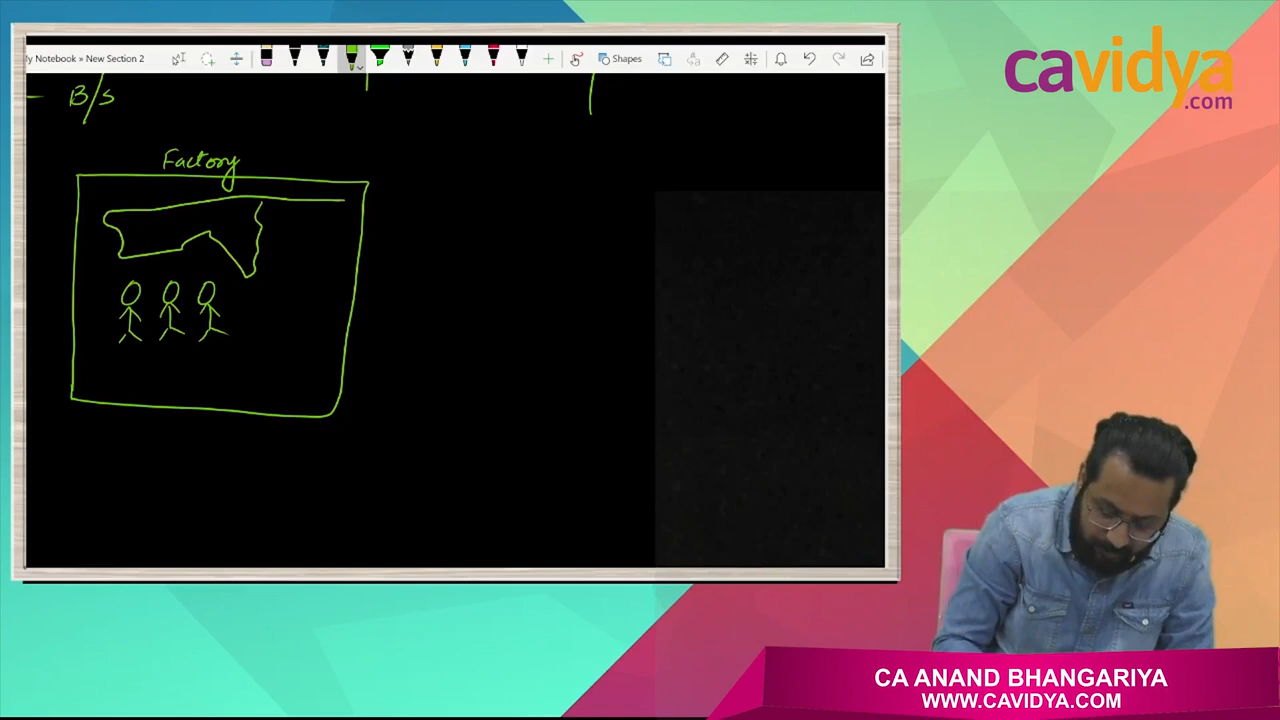 y Notebook » New Section 2
Shapes
cavidya
.com
B/S
Factory
CA ANAND BHANGARIYA
WWW.CAVIDYA.COM